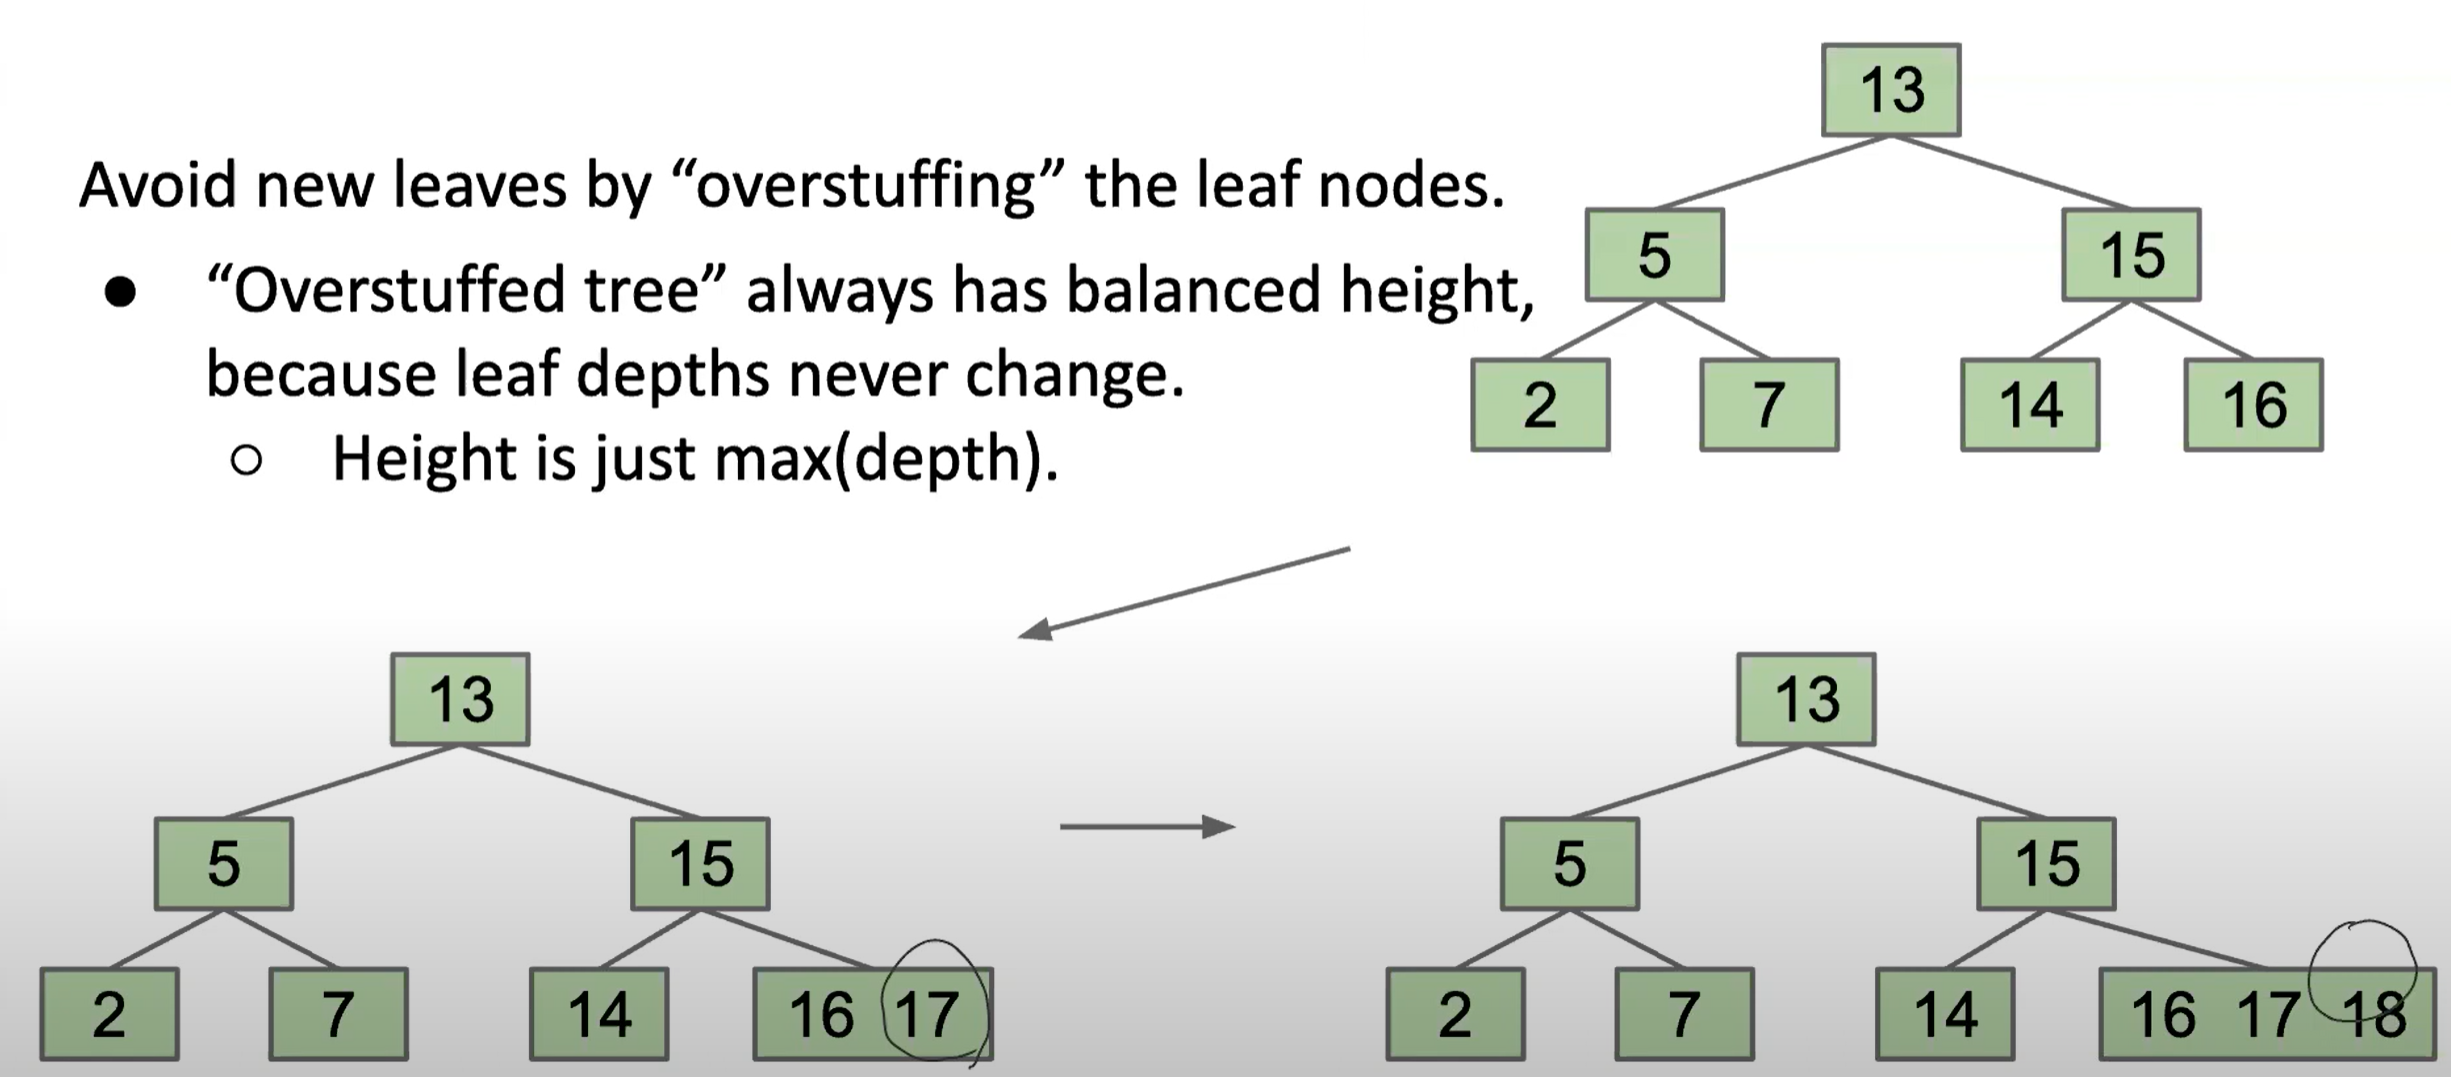 13
Avoid new leaves by “overstuffing” the leaf nodes.
5 15
● “Overstuffed tree” always has balanced height,
because leaf depths never change.
2 7 14 16
○ Height is just max(depth).
13
5 15
2 7 14 16 17
13
5 15
2 7 14 16 17 18